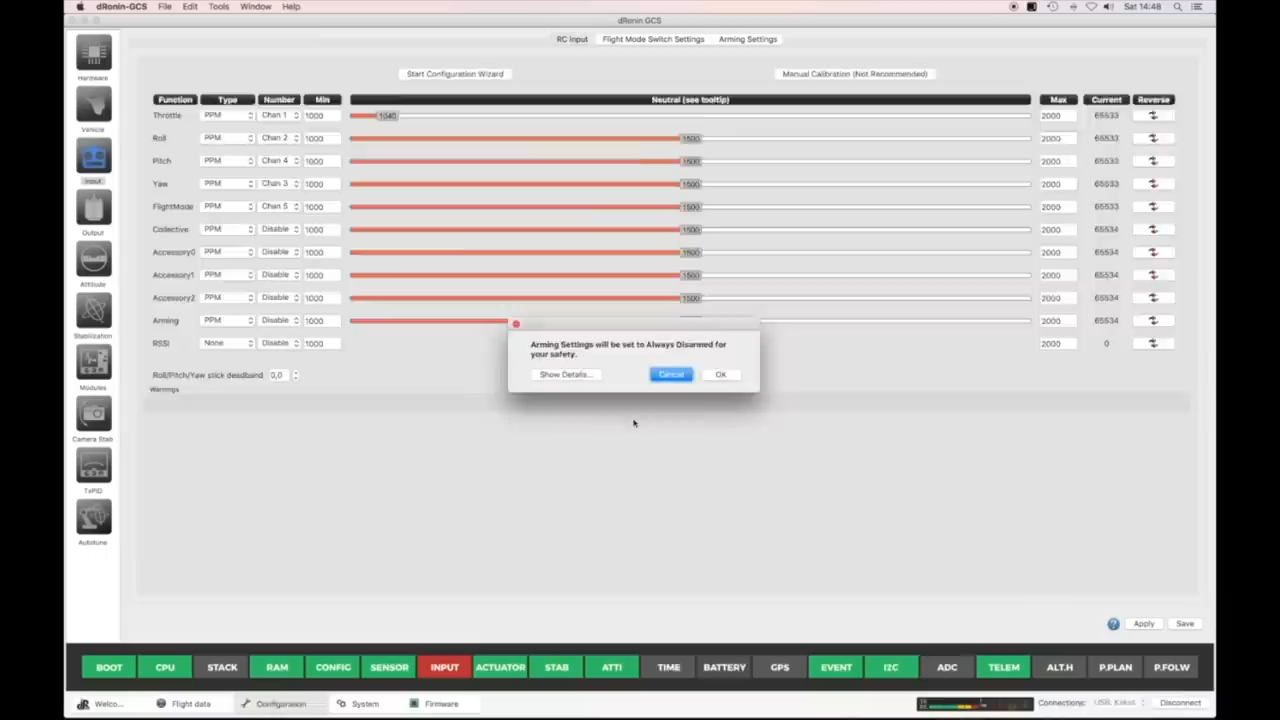 dRonin-GCS File Edit Tools Window Help Sat 14:48
dRonin GCS
RC Input Flight Mode Switch Settings Arming Settings
Start Configuration Wizard Manual Calibration (Not Recommended)
Hardware
Vehicle
Input
Output
Attitude
Stabilization
Modules
Camera Stab
TxPID
Autotune
Function Type Number Min Neutral (see tooltip) Max Current Reverse
Throttle PPM Chan 1 1000 1040 2000 65533
Roll PPM Chan 2 1000 1500 2000 65533
Pitch PPM Chan 4 1000 1500 2000 65533
Yaw PPM Chan 3 1000 1500 2000 65533
FlightMode PPM Chan 5 1000 1500 2000 65533
Collective PPM Disable 1000 1500 2000 65534
Accessory0 PPM Disable 1000 1500 2000 65534
Accessory1 PPM Disable 1000 1500 2000 65534
Accessory2 PPM Disable 1000 1500 2000 65534
Arming PPM Disable 1000 2000 65534
RSSI None Disable 1000 2000 0
Roll/Pitch/Yaw stick deadband 0,0
Warnings
Arming Settings will be set to Always Disarmed for
your safety.
Show Details... Cancel OK
? Apply Save
BOOT CPU STACK RAM CONFIG SENSOR INPUT ACTUATOR STAB ATTI TIME BATTERY GPS EVENT I2C ADC TELEM ALT.H P.PLAN P.FOLW
dR Welco... Flight data Configuration System Firmware Connections: Disconnect